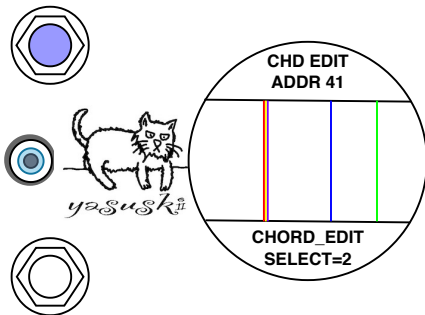 CHD EDIT
ADDR 41
yasuski
CHORD_EDIT
SELECT=2